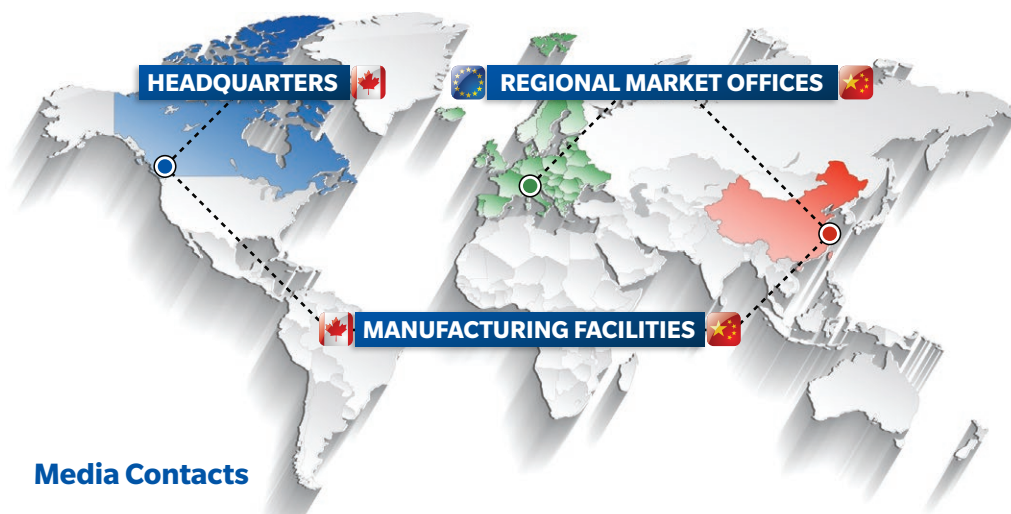 HEADQUARTERS
REGIONAL MARKET OFFICES
MANUFACTURING FACILITIES
Media Contacts